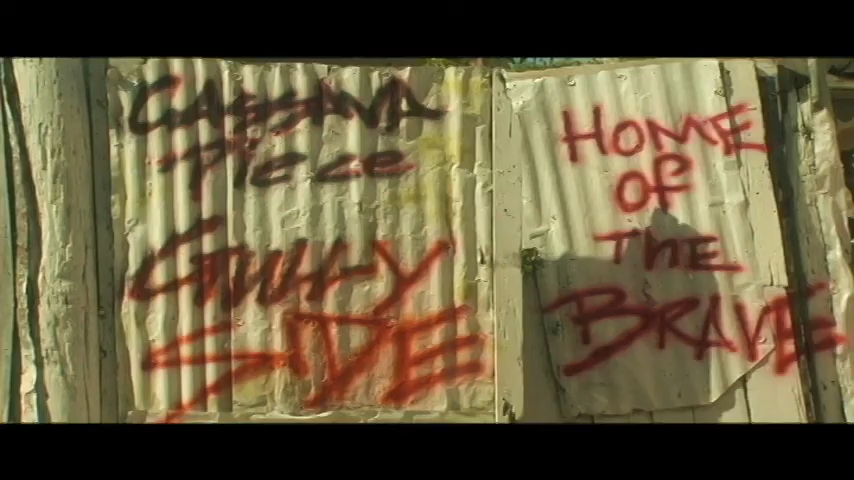 CASSAVA
Piece
GULLY
SIDE
HOME
OF
THE
BRAVE